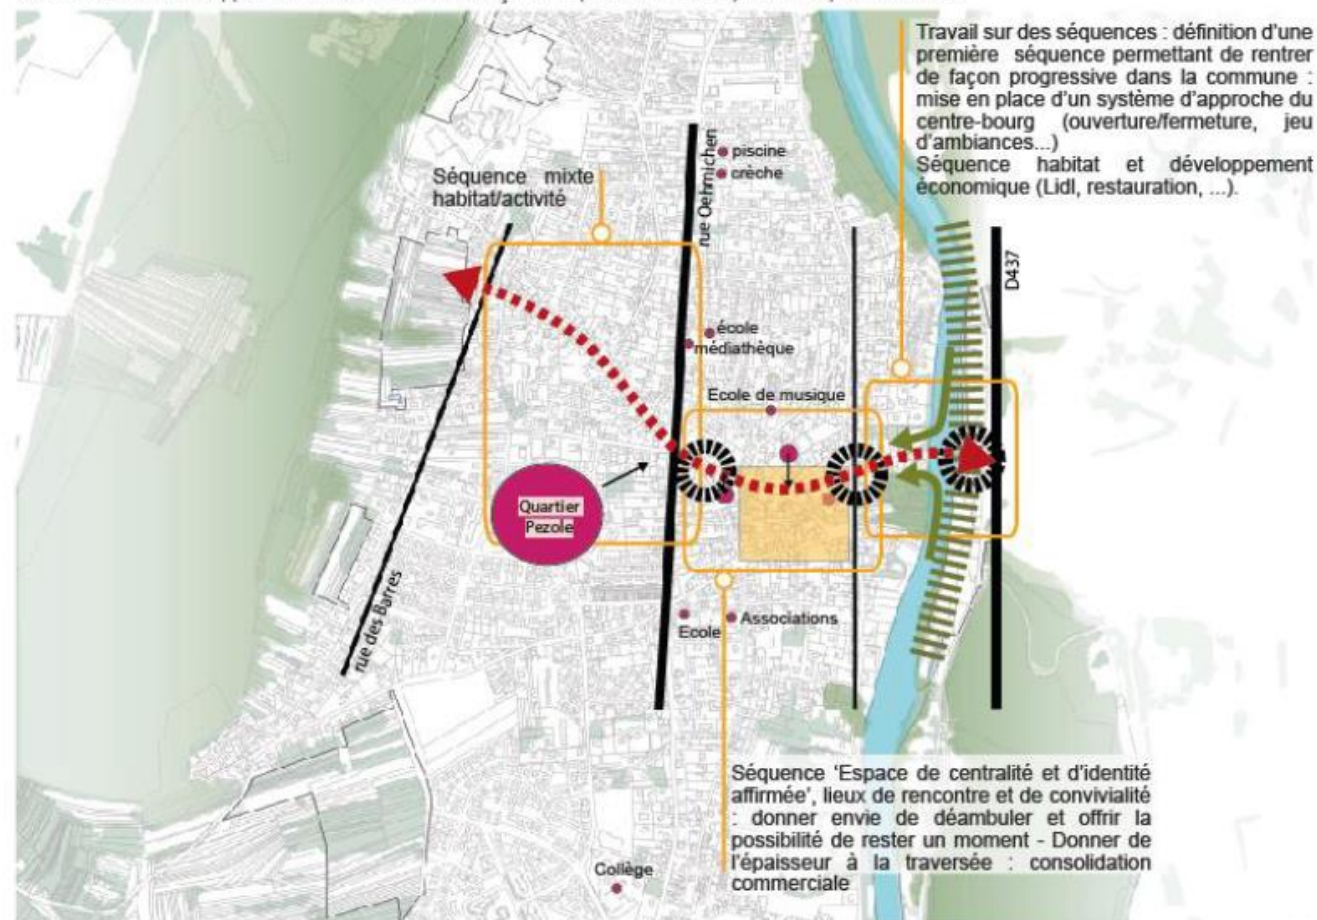 Travail sur des séquences : définition d'une
première séquence permettant de rentrer
de façon progressive dans la commune :
mise en place d'un système d'approche du
centre-bourg (ouverture/fermeture, jeu
d'ambiances...)
Séquence habitat et développement
économique (Lidl, restauration, ...).
Séquence mixte
habitat/activité
rue Oehmichen
piscine
crèche
D437
école
médiathèque
Ecole de musique
Quartier
Pezole
rue des Barres
Ecole
Associations
Séquence 'Espace de centralité et d'identité
affirmée', lieux de rencontre et de convivialité
: donner envie de déambuler et offrir la
possibilité de rester un moment - Donner de
l'épaisseur à la traversée : consolidation
commerciale
Collège